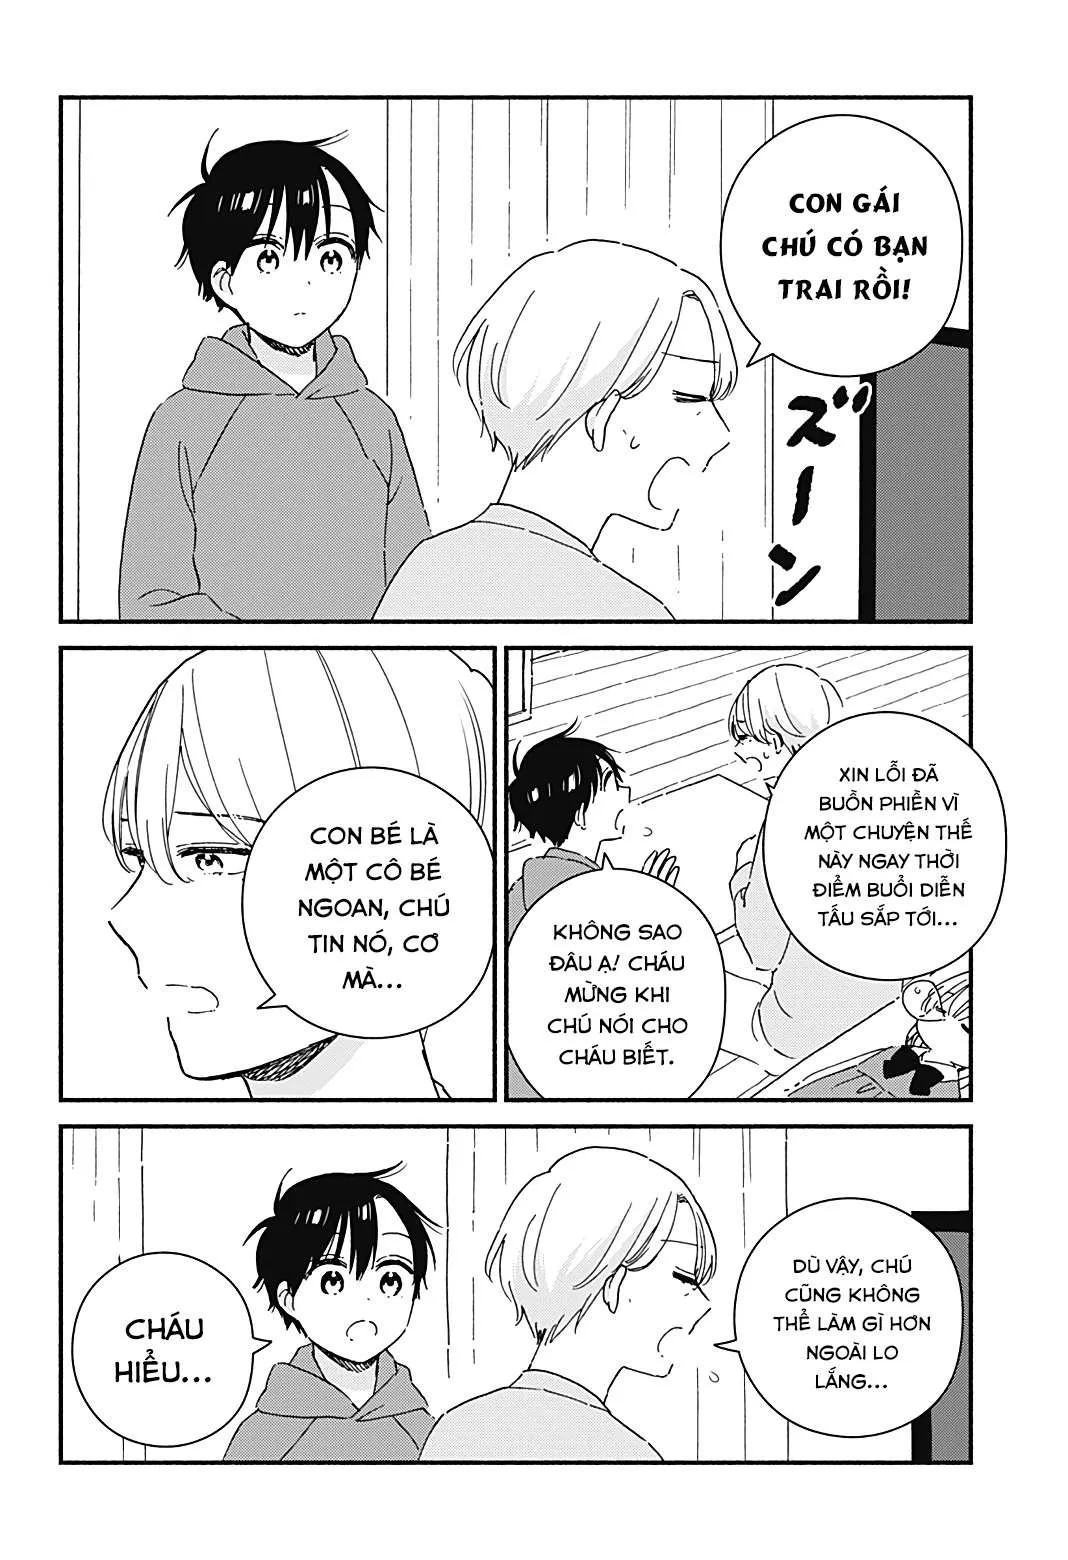 CON GÁI
CHÚ CÓ BẠN
TRAI RỒI!
ズーン
XIN LỖI ĐÃ
BUỒN PHIỀN VÌ
MỘT CHUYỆN THẾ
NÀY NGAY THỜI
ĐIỂM BUỔI DIỄN
TẤU SẮP TỚI...
KHÔNG SAO
ĐÂU Ạ! CHÁU
MỪNG KHI
CHÚ NÓI CHO
CHÁU BIẾT.
CON BÉ LÀ
MỘT CÔ BÉ
NGOAN, CHÚ
TIN NÓ, CƠ
MÀ...
DÙ VẬY, CHÚ
CŨNG KHÔNG
THỂ LÀM GÌ HƠN
NGOÀI LO
LẮNG...
CHÁU
HIỂU...